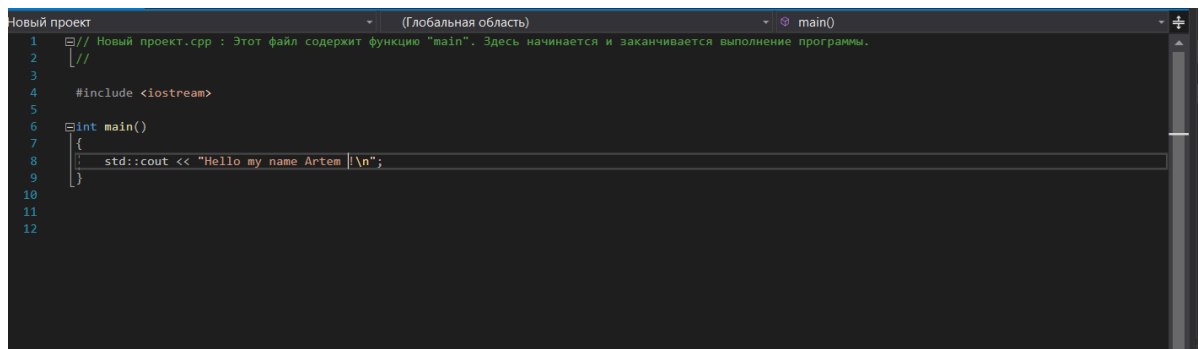 Новый проект (Глобальная область) main()
1 // Новый проект.cpp : Этот файл содержит функцию "main". Здесь начинается и заканчивается выполнение программы.
2 //
3
4 #include <iostream>
5
6 int main()
7 {
8 std::cout << "Hello my name Artem !\n";
9 }
10
11
12